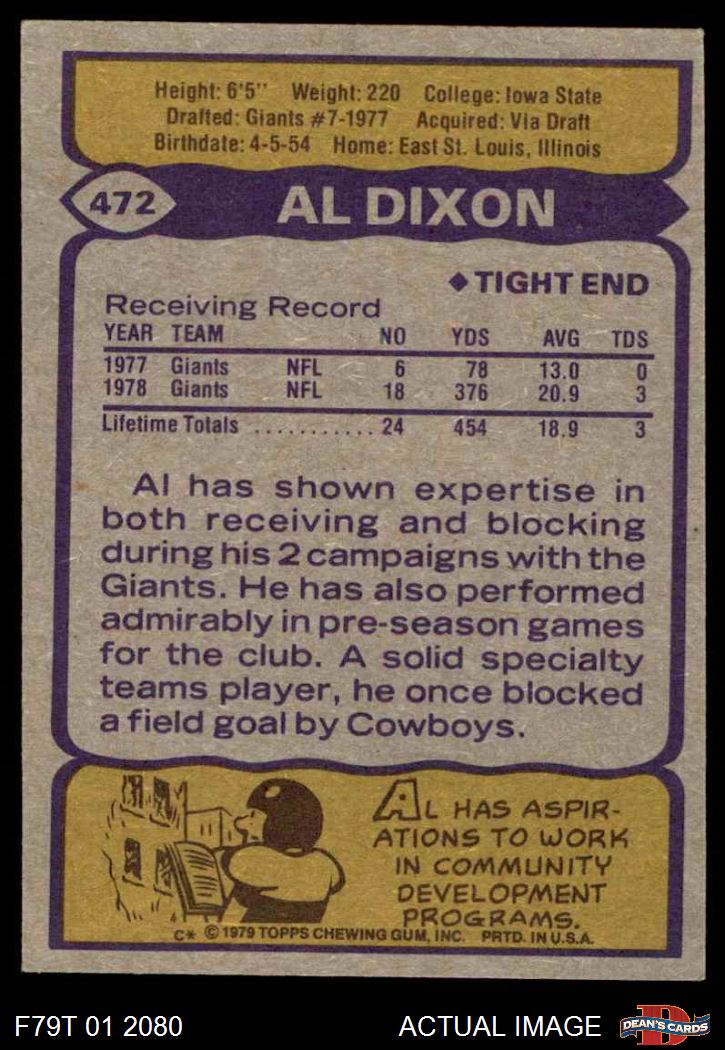 Height: 6'5'' Weight: 220 College: Iowa State
Drafted: Giants #7-1977 Acquired: Via Draft
Birthdate: 4-5-54 Home: East St. Louis, Illinois
472 AL DIXON
◆ TIGHT END
Receiving Record
YEAR TEAM NO YDS AVG TDS
1977 Giants NFL 6 78 13.0 0
1978 Giants NFL 18 376 20.9 3
Lifetime Totals ........... 24 454 18.9 3
Al has shown expertise in
both receiving and blocking
during his 2 campaigns with the
Giants. He has also performed
admirably in pre-season games
for the club. A solid specialty
teams player, he once blocked
a field goal by Cowboys.
AL HAS ASPIR-
ATIONS TO WORK
IN COMMUNITY
DEVELOPMENT
PROGRAMS.
C* © 1979 TOPPS CHEWING GUM, INC. PRTD. IN U.S.A.
F79T 01 2080 ACTUAL IMAGE D DEAN'S CARDS